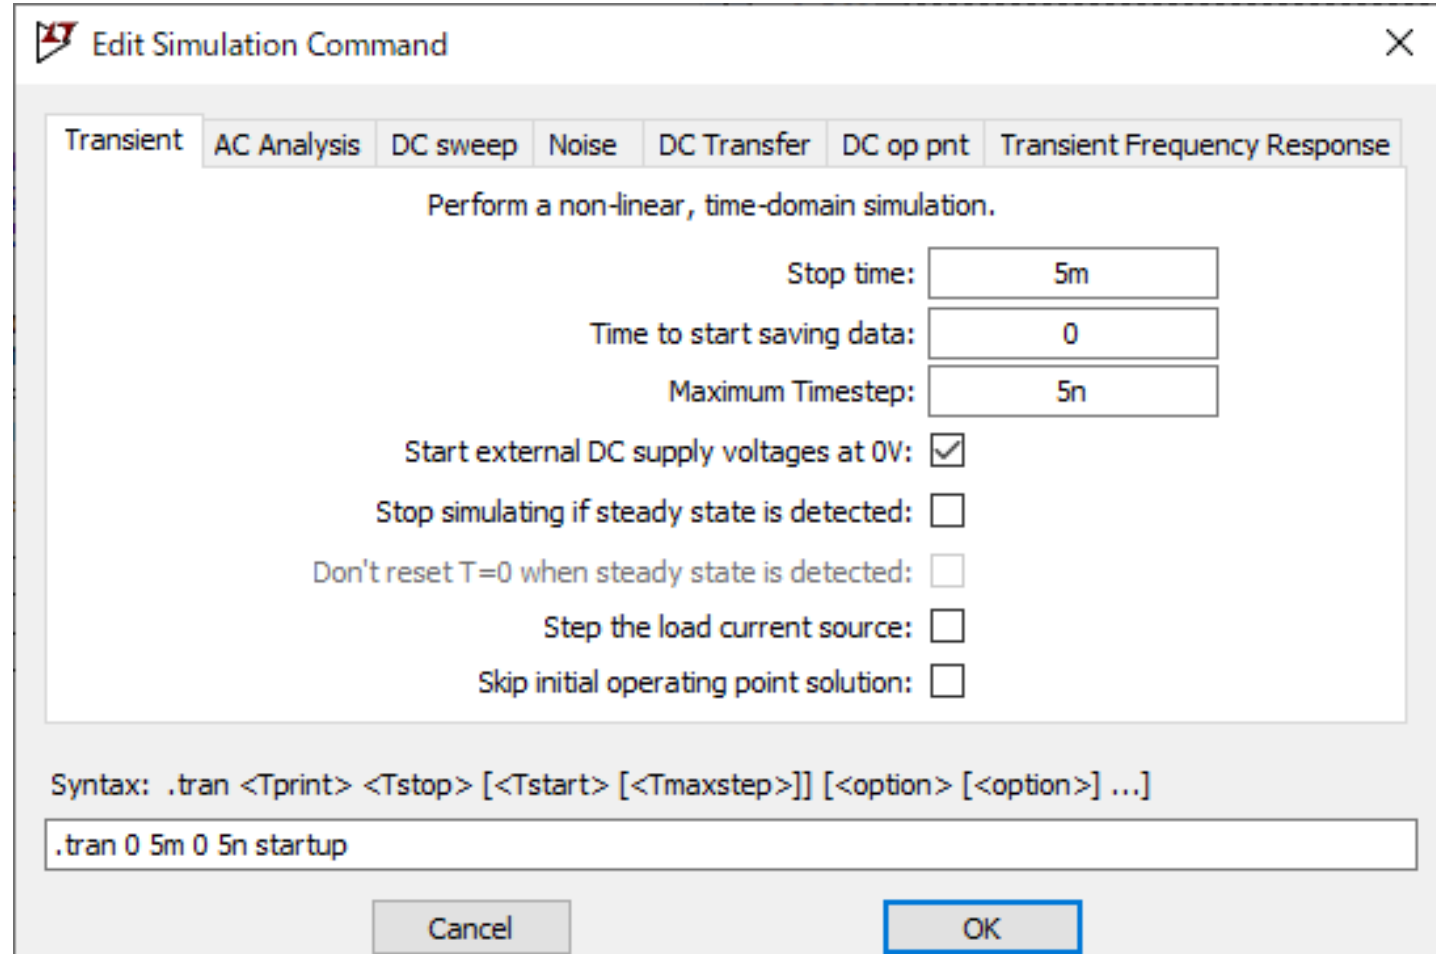 Edit Simulation Command
Transient AC Analysis DC sweep Noise DC Transfer DC op pnt Transient Frequency Response
Perform a non-linear, time-domain simulation.
Stop time: 5m
Time to start saving data: 0
Maximum Timestep: 5n
Start external DC supply voltages at 0V:
Stop simulating if steady state is detected:
Don't reset T=0 when steady state is detected:
Step the load current source:
Skip initial operating point solution:
Syntax: .tran <Tprint> <Tstop> [<Tstart> [<Tmaxstep>]] [<option> [<option>] ...]
.tran 0 5m 0 5n startup
Cancel OK